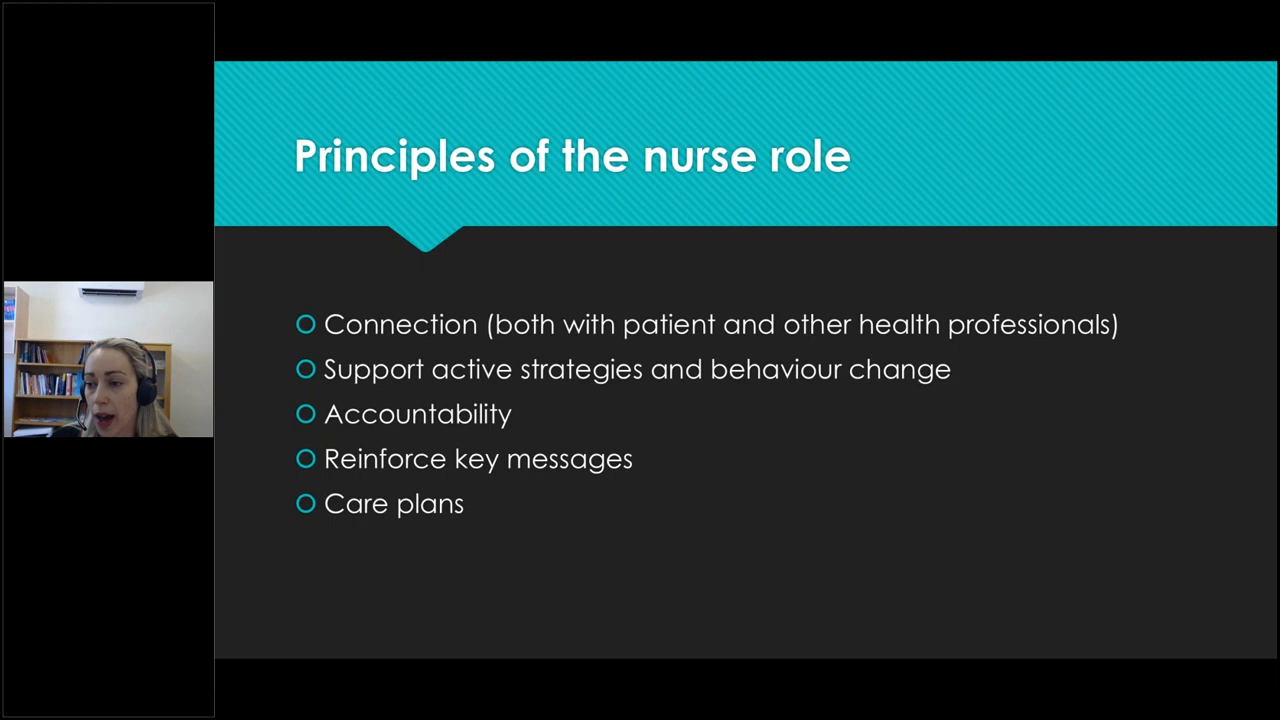 Principles of the nurse role
Connection (both with patient and other health professionals)
Support active strategies and behaviour change
Accountability
Reinforce key messages
Care plans